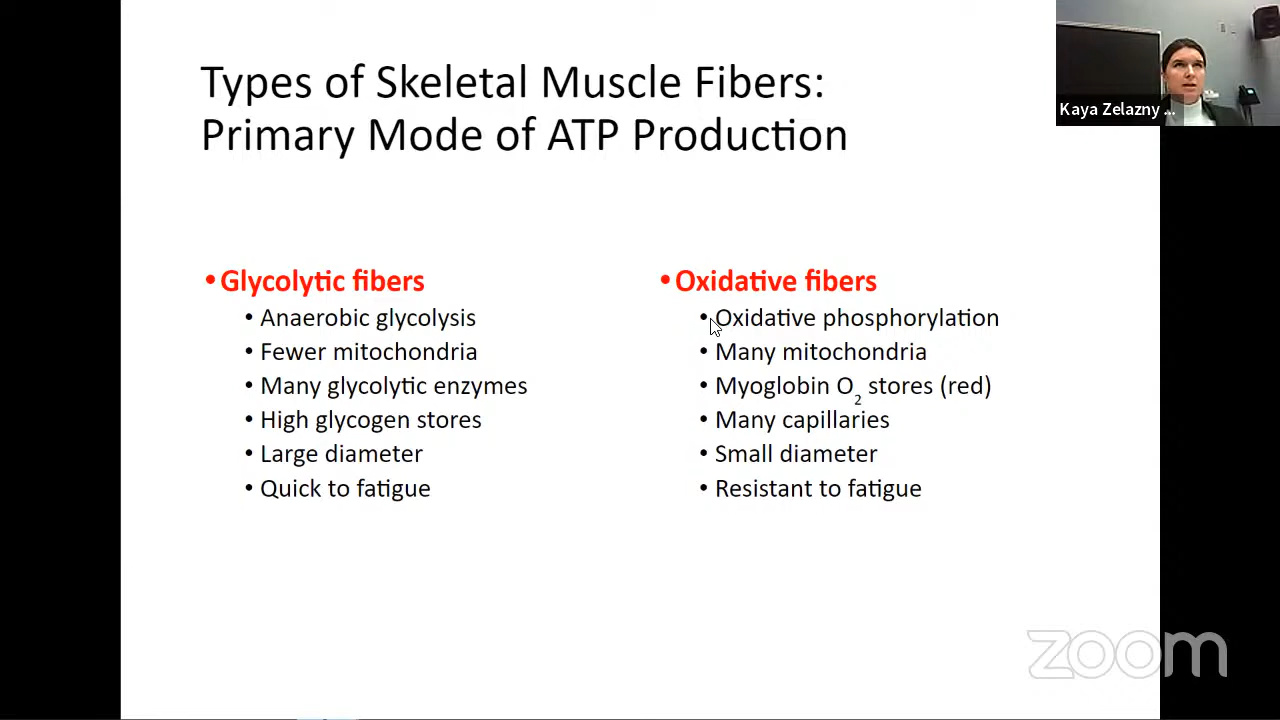 Types of Skeletal Muscle Fibers:
Primary Mode of ATP Production
Kaya Zelazny ...
• Glycolytic fibers
• Anaerobic glycolysis
• Fewer mitochondria
• Many glycolytic enzymes
• High glycogen stores
• Large diameter
• Quick to fatigue
• Oxidative fibers
• Oxidative phosphorylation
• Many mitochondria
• Myoglobin O₂ stores (red)
• Many capillaries
• Small diameter
• Resistant to fatigue
zoom